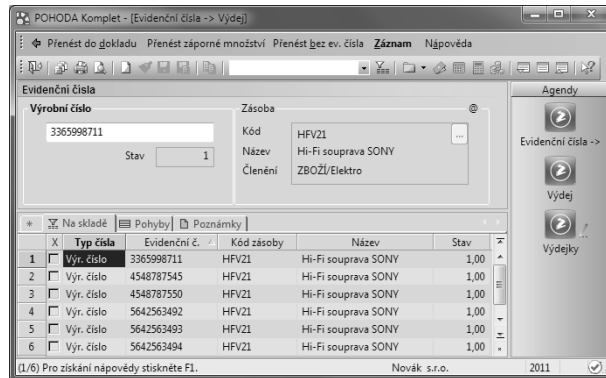 POHODA Komplet - [Evidenční čísla -> Výdej]
Přenést do dokladu Přenést záporné množství Přenést bez ev. čísla Záznam Nápověda
Evidenční čísla
Agendy
Výrobní číslo
Zásoba @
3365998711
Kód HFV21 ...
Stav 1
Název Hi-Fi souprava SONY
Členění ZBOŽÍ/Elektro
Evidenční čísla ->
Výdej
Výdejky
Na skladě Pohyby Poznámky
X Typ čísla Evidenční č. Kód zásoby Název Stav
1 Výr. číslo 3365998711 HFV21 Hi-Fi souprava SONY 1,00
2 Výr. číslo 4548787545 HFV21 Hi-Fi souprava SONY 1,00
3 Výr. číslo 4548787550 HFV21 Hi-Fi souprava SONY 1,00
4 Výr. číslo 5642563492 HFV21 Hi-Fi souprava SONY 1,00
5 Výr. číslo 5642563493 HFV21 Hi-Fi souprava SONY 1,00
6 Výr. číslo 5642563494 HFV21 Hi-Fi souprava SONY 1,00
(1/6) Pro získání nápovědy stiskněte F1. Novák s.r.o. 2011